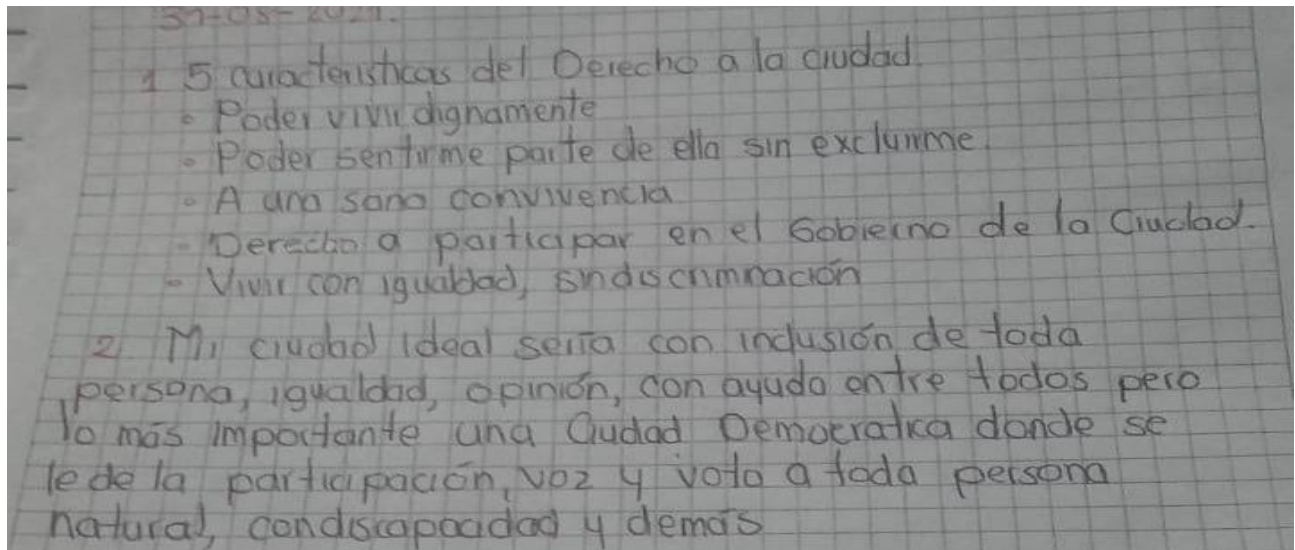 1 5 caracteristicas del Derecho a la ciudad.
• Poder vivir dignamente
• Poder sentirme parte de ella sin excluirme.
• A una sana convivencia
- Derecho a participar en el Gobierno de la Ciudad.
• Vivir con igualdad, sin discriminación
2 Mi ciudad ideal sería con inclusión de toda
persona, igualdad, opinión, con ayuda entre todos pero
lo más importante una Ciudad Democratica donde se
le de la participación, voz y voto a toda persona
natural, con discapacidad y demás